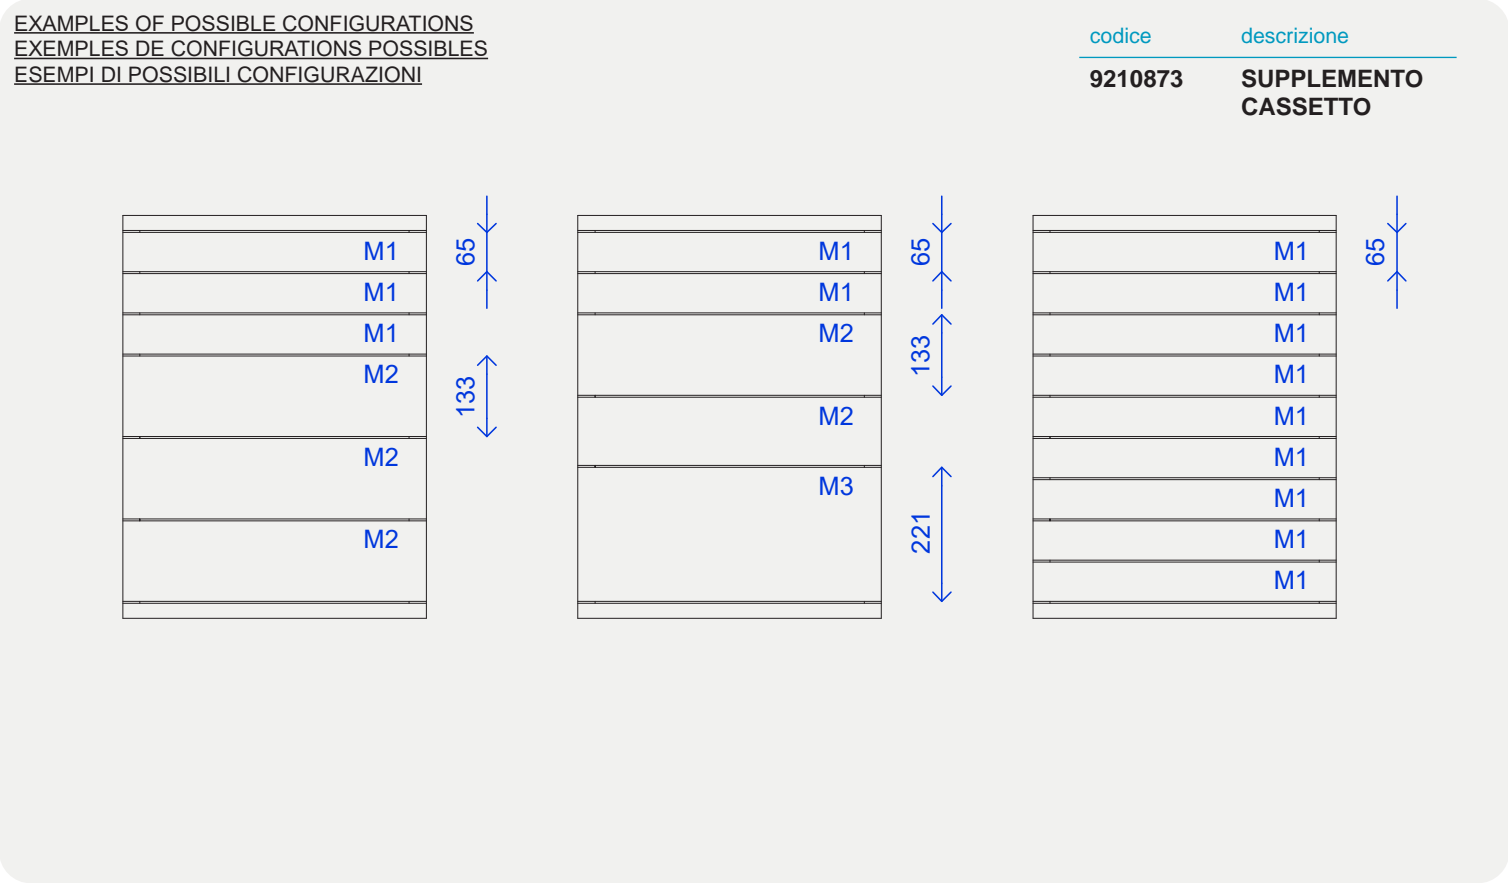 EXAMPLES OF POSSIBLE CONFIGURATIONS
EXEMPLES DE CONFIGURATIONS POSSIBLES
ESEMPI DI POSSIBILI CONFIGURAZIONI
codice descrizione
9210873 SUPPLEMENTO
CASSETTO
M1
M1
M1
M2
M2
M2
65
133
M1
M1
M2
M2
M3
65
133
221
M1
M1
M1
M1
M1
M1
M1
M1
M1
65